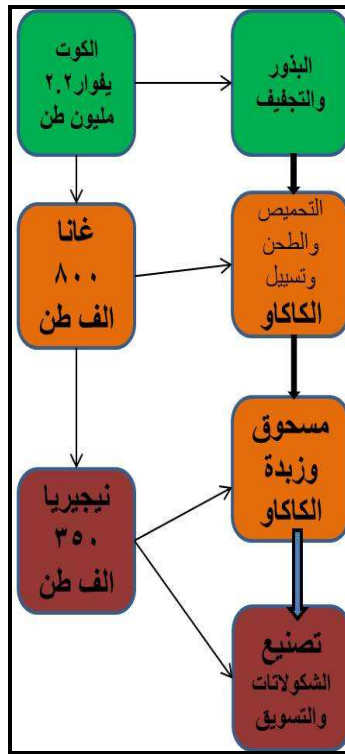 الكوت
يفوار٢.٢
مليون طن
البذور
والتجفيف
غانا
٨٠٠
الف طن
التحميص
والطحن
وتسييل
الكاكاو
نيجيريا
٣٥٠
الف طن
مسحوق
وزبدة
الكاكاو
تصنيع
الشكولاتات
والتسويق